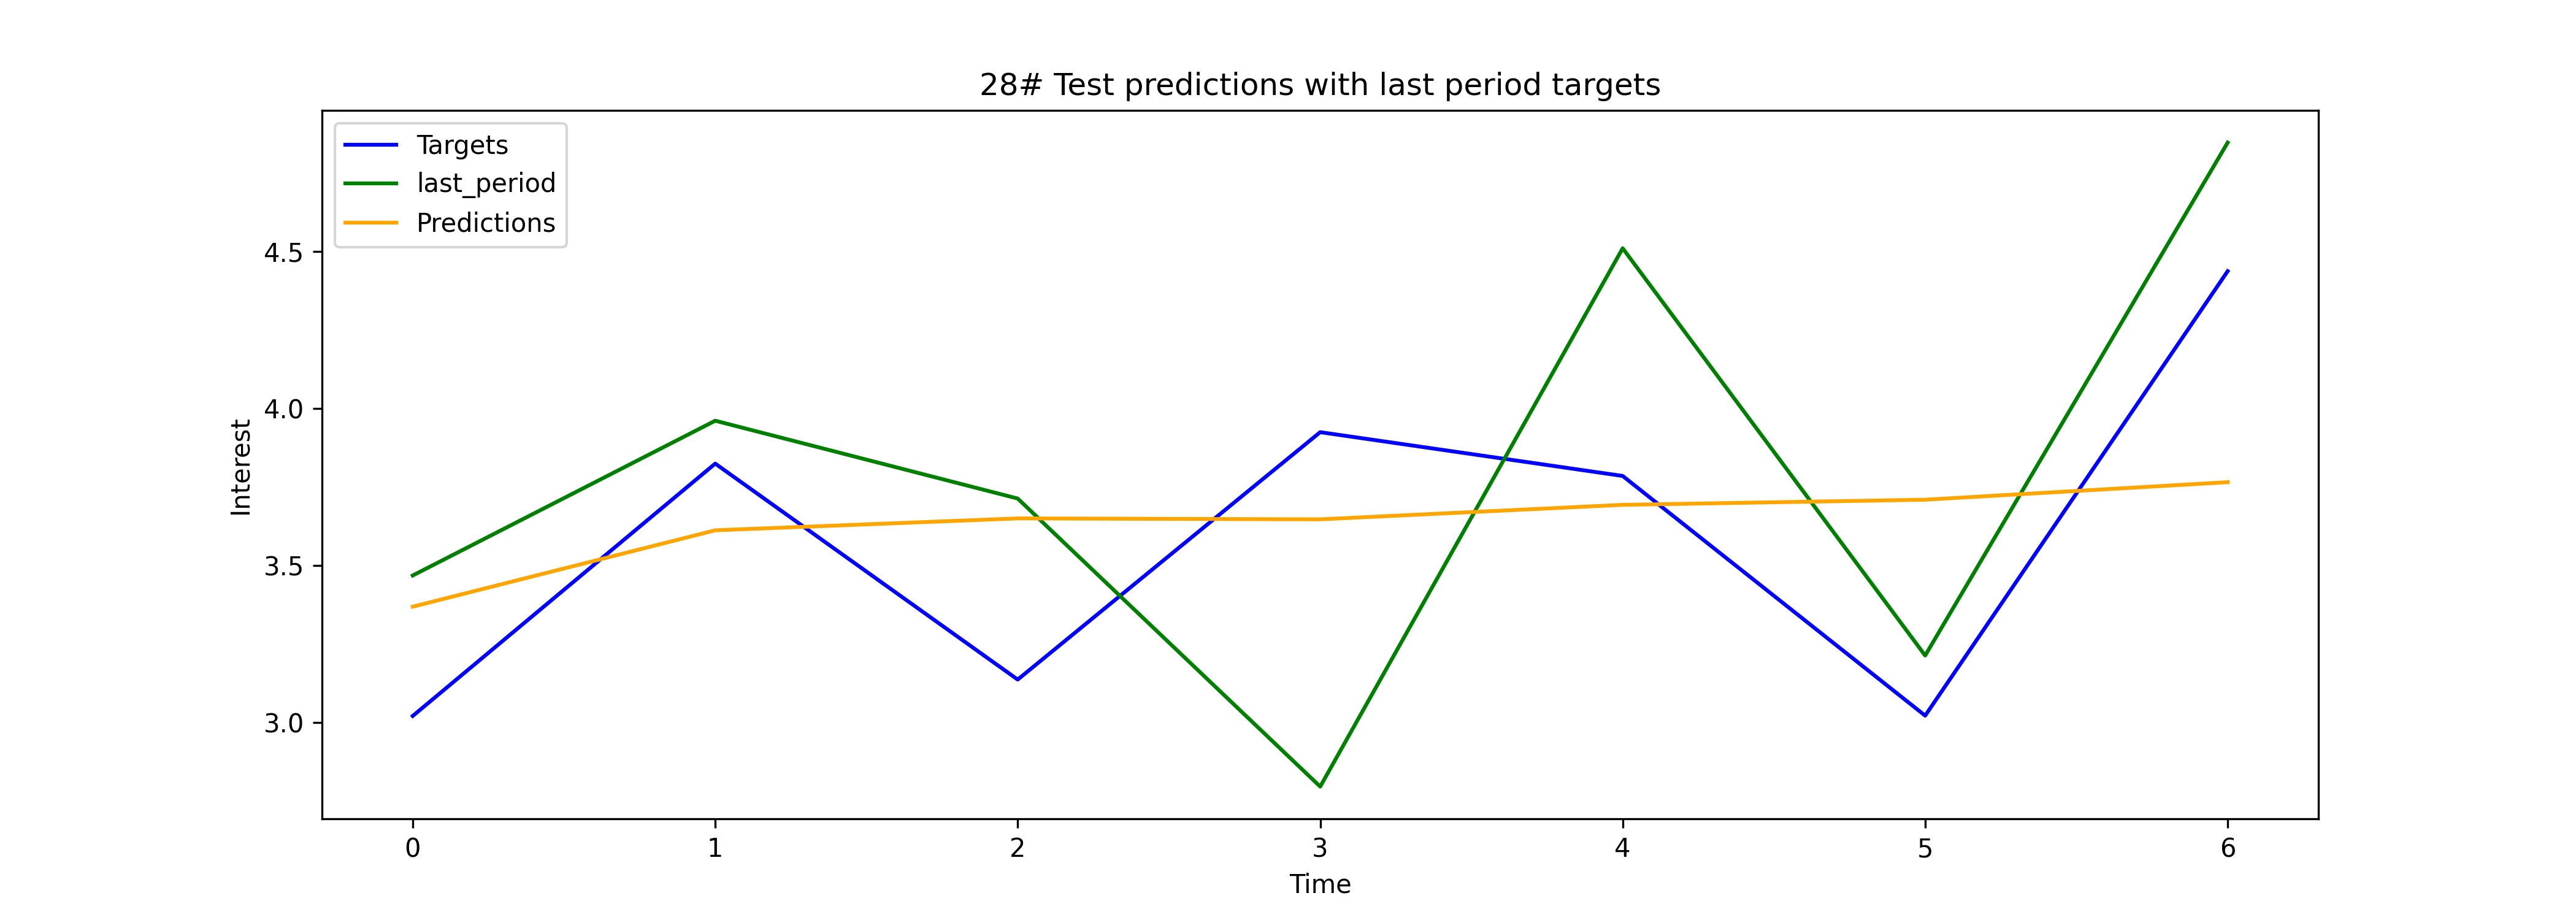 28# Test predictions with last period targets
Targets
last_period
Predictions
4.5
4.0
3.5
3.0
Interest
0 1 2 3 4 5 6
Time